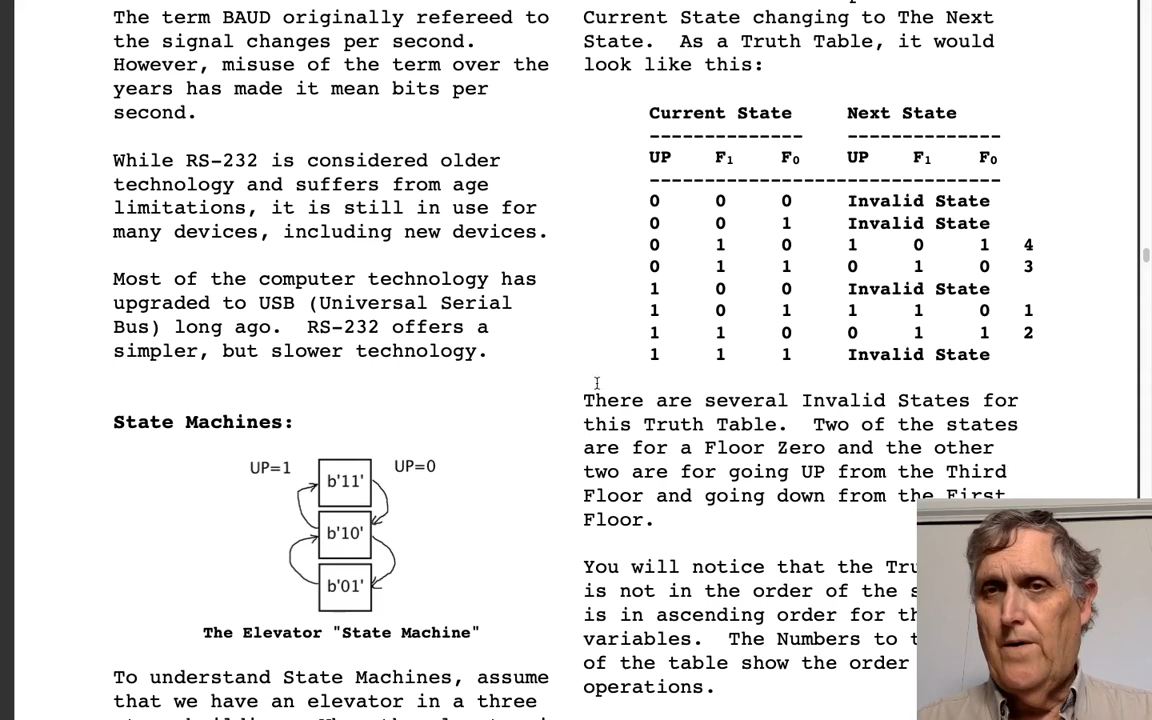 The term BAUD originally refereed to
the signal changes per second.
However, misuse of the term over the
years has made it mean bits per
second.
While RS-232 is considered older
technology and suffers from age
limitations, it is still in use for
many devices, including new devices.
Most of the computer technology has
upgraded to USB (Universal Serial
Bus) long ago. RS-232 offers a
simpler, but slower technology.
State Machines:
UP=1 b'11' UP=0
b'10'
b'01'
The Elevator "State Machine"
To understand State Machines, assume
that we have an elevator in a three
Current State changing to The Next
State. As a Truth Table, it would
look like this:
Current State Next State
-------------- --------------
UP F₁ F₀ UP F₁ F₀
--------------------------------
0 0 0 Invalid State
0 0 1 Invalid State
0 1 0 1 0 1 4
0 1 1 0 1 0 3
1 0 0 Invalid State
1 0 1 1 1 0 1
1 1 0 0 1 1 2
1 1 1 Invalid State
There are several Invalid States for
this Truth Table. Two of the states
are for a Floor Zero and the other
two are for going UP from the Third
Floor and going down from the First
Floor.
You will notice that the
is not in the order of the
is in ascending order for
variables. The Numbers to
of the table show the order
operations.